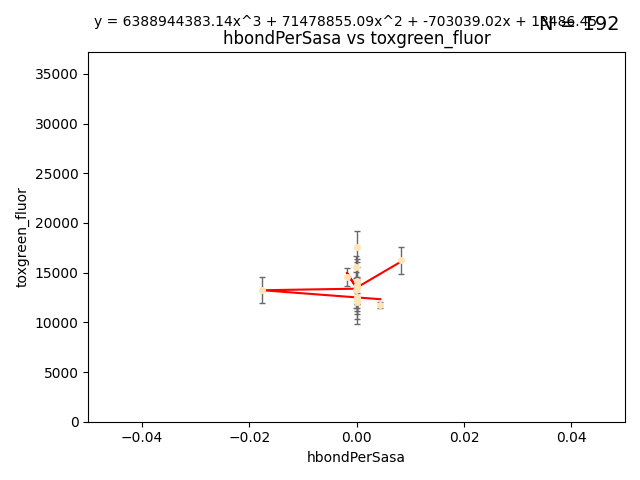 y = 6388944383.14x^3 + 71478855.09x^2 + -703039.02x +
N = 192
hbondPerSasa vs toxgreen_fluor
35000
30000
25000
20000
15000
10000
5000
0
toxgreen_fluor
−0.04
−0.02
0.00
0.02
0.04
hbondPerSasa